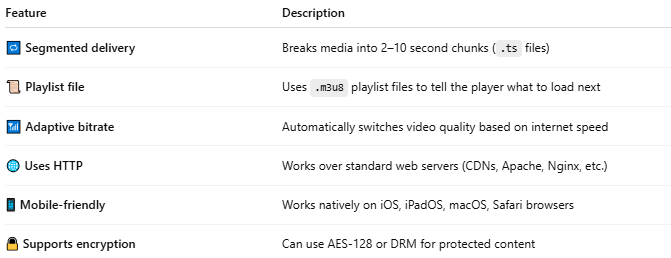 Feature Description
Segmented delivery Breaks media into 2–10 second chunks (.ts files)
Playlist file Uses .m3u8 playlist files to tell the player what to load next
Adaptive bitrate Automatically switches video quality based on internet speed
Uses HTTP Works over standard web servers (CDNs, Apache, Nginx, etc.)
Mobile-friendly Works natively on iOS, iPadOS, macOS, Safari browsers
Supports encryption Can use AES-128 or DRM for protected content